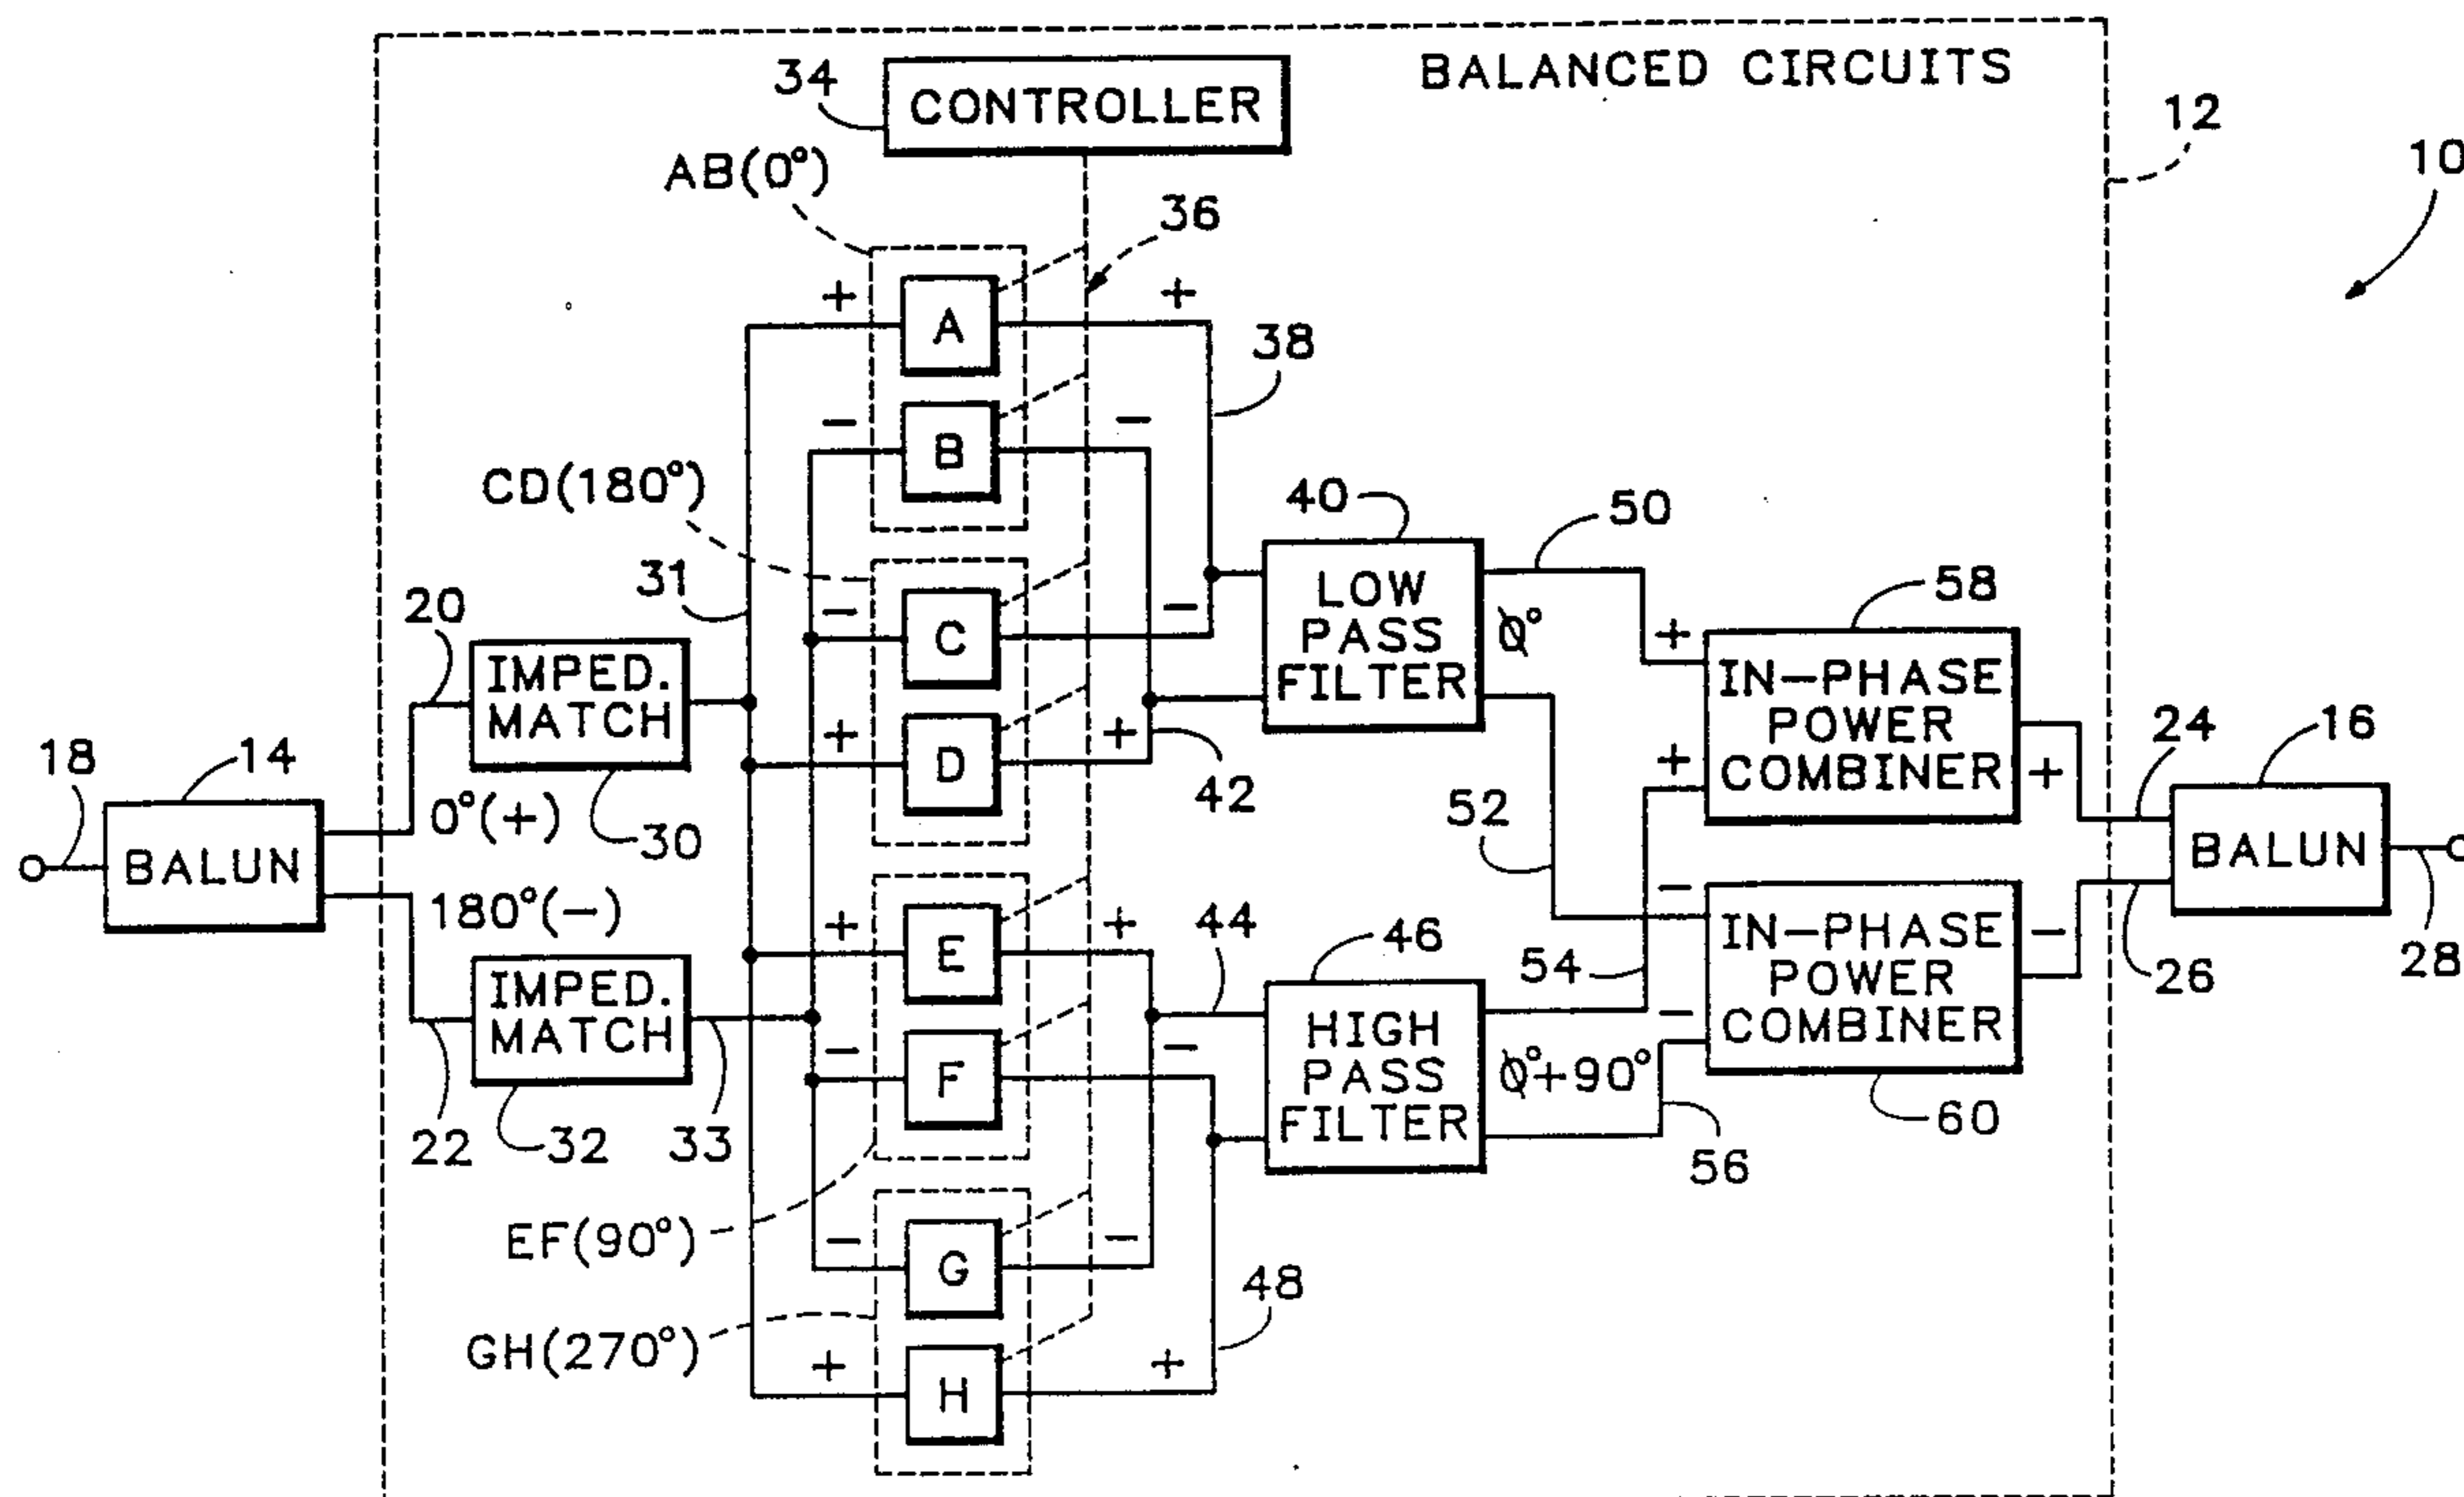 BALANCED CIRCUITS
34
CONTROLLER
12
10
AB(0°)
36
+
A
+
38
−
B
−
CD(180°)
40
50
31
LOW
PASS
FILTER
ϕ°
58
20
−
C
−
+
IN-PHASE
POWER
COMBINER
IMPED.
MATCH
+
D
+
42
+
+
24
16
18
14
0°(+)
30
52
BALUN
BALUN
180°(−)
28
−
IN-PHASE
POWER
COMBINER
−
26
+
E
+
44
46
54
IMPED.
MATCH
HIGH
PASS
FILTER
−
−
F
−
ϕ°+90°
60
22
32
33
56
EF(90°)
−
G
−
48
GH(270°)
+
H
+